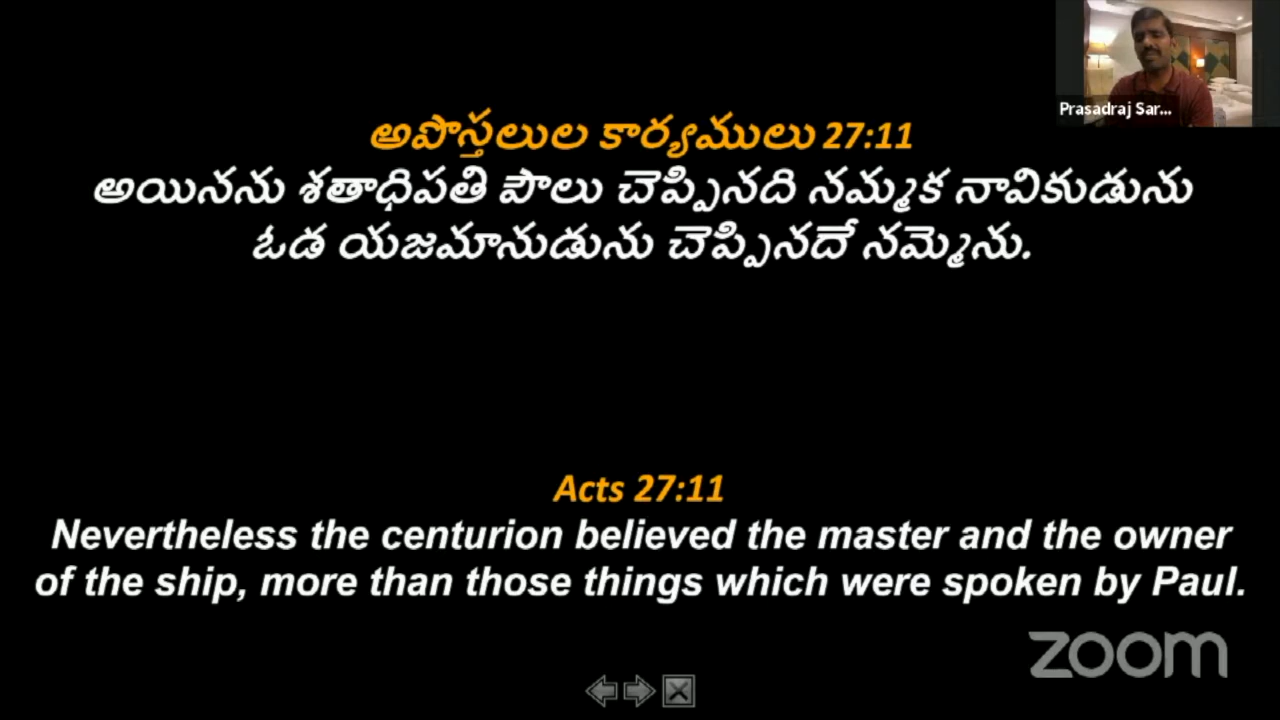 Prasadraj Sar...
అపొస్తలుల కార్యములు 27:11
అయినను శతాధిపతి పౌలు చెప్పినది నమ్మక నావికుడును
ఓడ యజమానుడును చెప్పినదే నమ్మెను.
Acts 27:11
Nevertheless the centurion believed the master and the owner
of the ship, more than those things which were spoken by Paul.
zoom